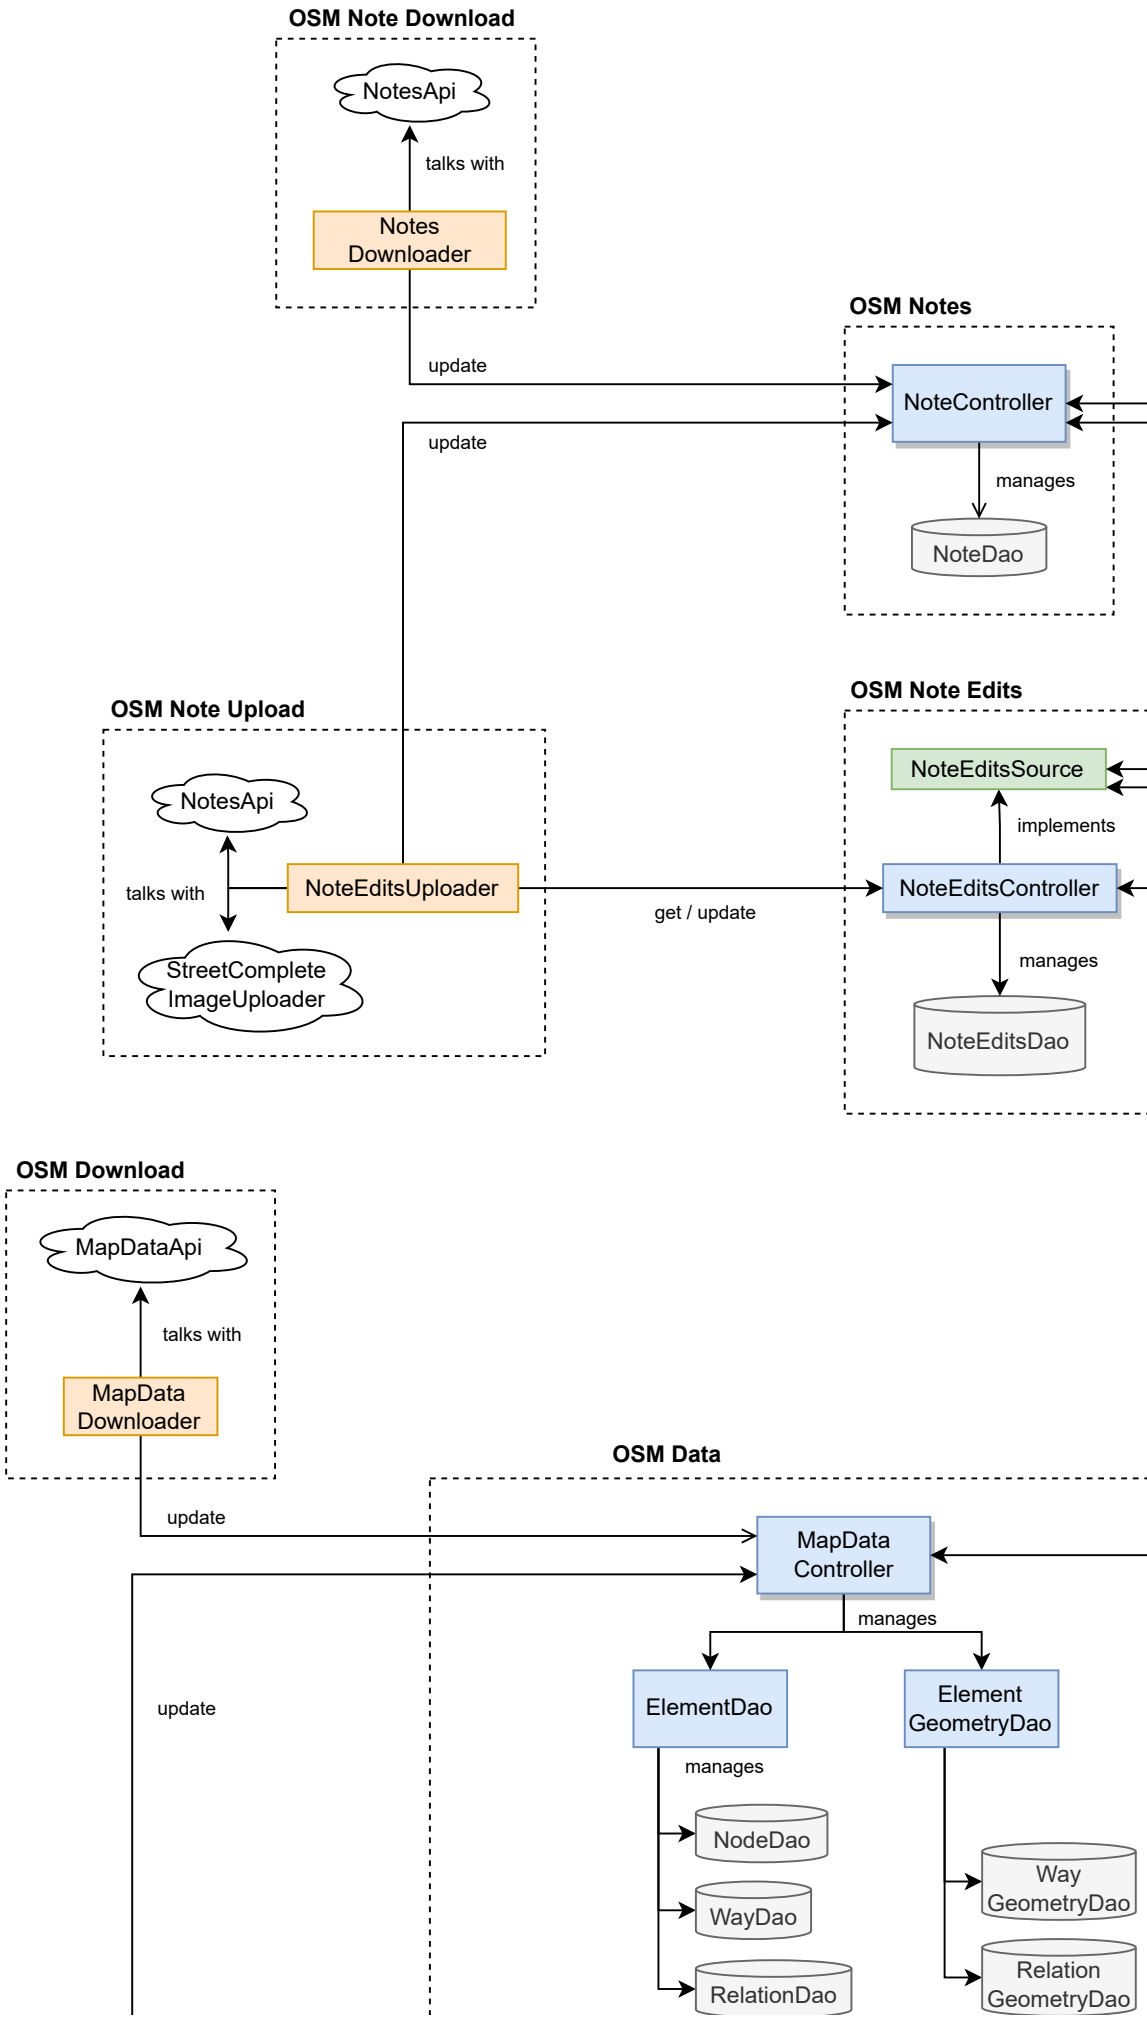 OSM Note Download
NotesApi
talks with
Notes
Downloader
update
OSM Notes
NoteController
update
manages
NoteDao
OSM Note Upload
NotesApi
talks with
NoteEditsUploader
StreetComplete
ImageUploader
get / update
OSM Note Edits
NoteEditsSource
implements
NoteEditsController
manages
NoteEditsDao
OSM Download
MapDataApi
talks with
MapData
Downloader
update
OSM Data
MapData
Controller
manages
update
ElementDao
Element
GeometryDao
manages
NodeDao
WayDao
RelationDao
Way
GeometryDao
Relation
GeometryDao